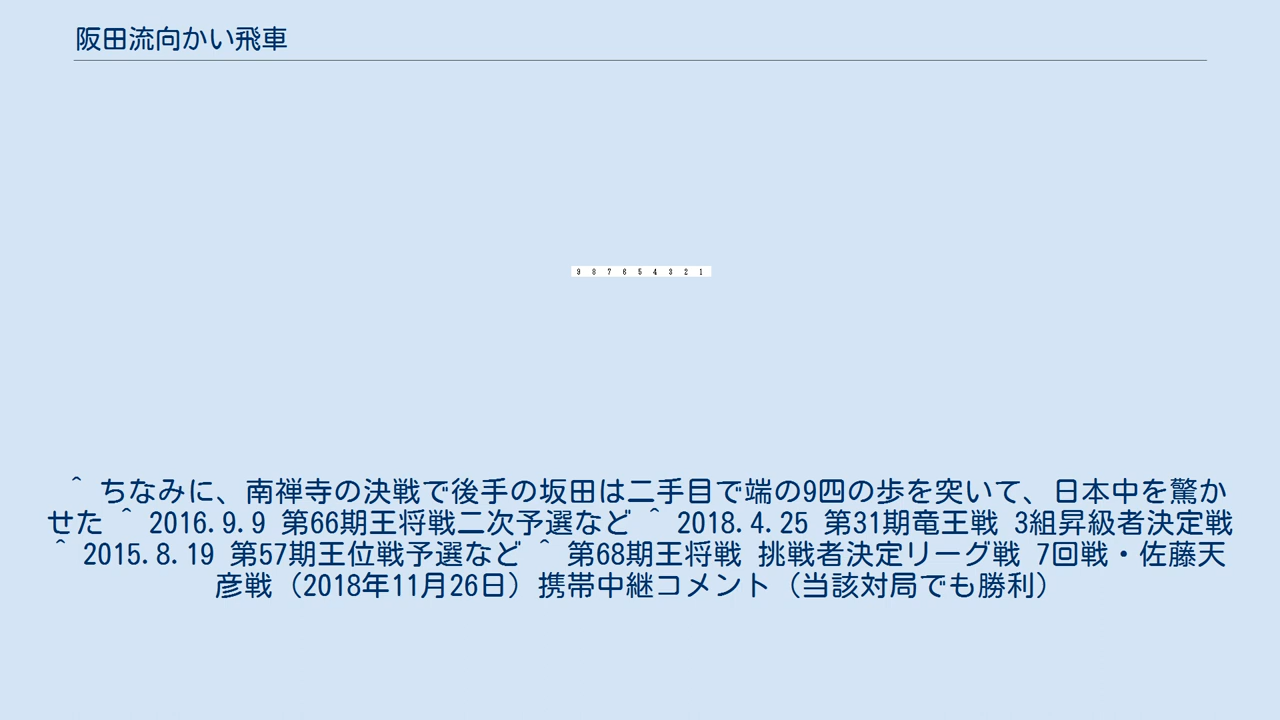 阪田流向かい飛車
9 8 7 6 5 4 3 2 1
^ ちなみに、南禅寺の決戦で後手の坂田は二手目で端の9四の歩を突いて、日本中を驚か
せた ^ 2016.9.9 第66期王将戦二次予選など ^ 2018.4.25 第31期竜王戦 3組昇級者決定戦
^ 2015.8.19 第57期王位戦予選など ^ 第68期王将戦 挑戦者決定リーグ戦 7回戦・佐藤天
彦戦（2018年11月26日）携帯中継コメント（当該対局でも勝利）